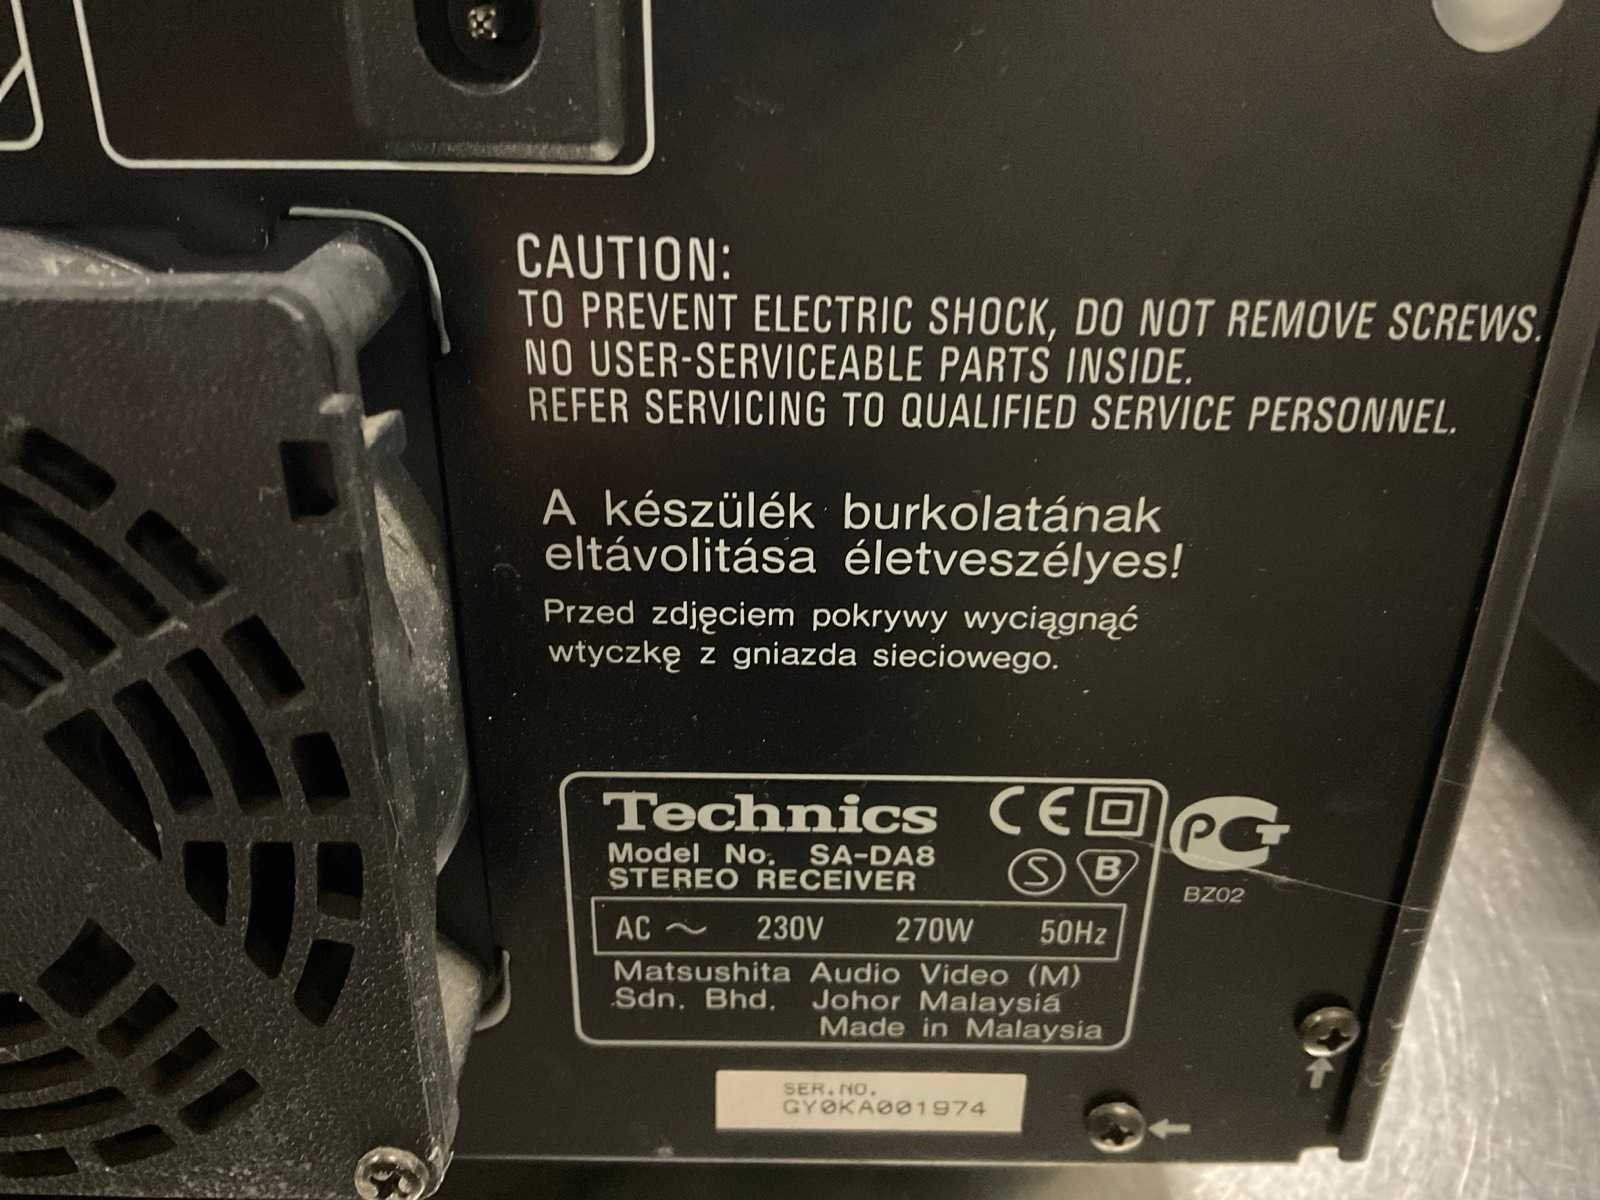 CAUTION:
TO PREVENT ELECTRIC SHOCK, DO NOT REMOVE SCREWS.
NO USER-SERVICEABLE PARTS INSIDE.
REFER SERVICING TO QUALIFIED SERVICE PERSONNEL.
A készülék burkolatának
eltávolitása életveszélyes!
Przed zdjęciem pokrywy wyciągnąć
wtyczkę z gniazda sieciowego.
Technics CE
Model No. SA-DA8
STEREO RECEIVER S B
PCT
BZ02
AC ~ 230V 270W 50Hz
Matsushita Audio Video (M)
Sdn. Bhd. Johor Malaysia
Made in Malaysia
SER.NO.
GY0KA001974